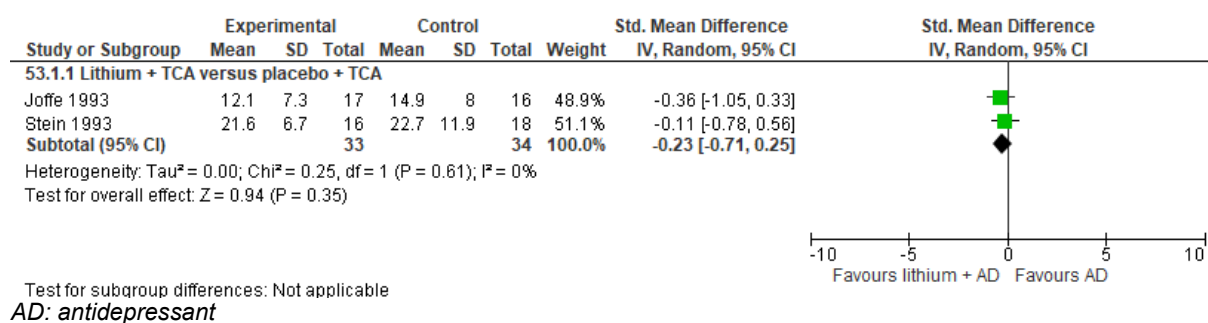 Experimental Control Std. Mean Difference Std. Mean Difference
Study or Subgroup Mean SD Total Mean SD Total Weight IV, Random, 95% CI IV, Random, 95% CI
53.1.1 Lithium + TCA versus placebo + TCA
Joffe 1993 12.1 7.3 17 14.9 8 16 48.9% -0.36 [-1.05, 0.33]
Stein 1993 21.6 6.7 16 22.7 11.9 18 51.1% -0.11 [-0.78, 0.56]
Subtotal (95% CI) 33 34 100.0% -0.23 [-0.71, 0.25]
Heterogeneity: Tau² = 0.00; Chi² = 0.25, df = 1 (P = 0.61); I² = 0%
Test for overall effect: Z = 0.94 (P = 0.35)
-10 -5 0 5 10
Favours lithium + AD Favours AD
Test for subgroup differences: Not applicable
AD: antidepressant